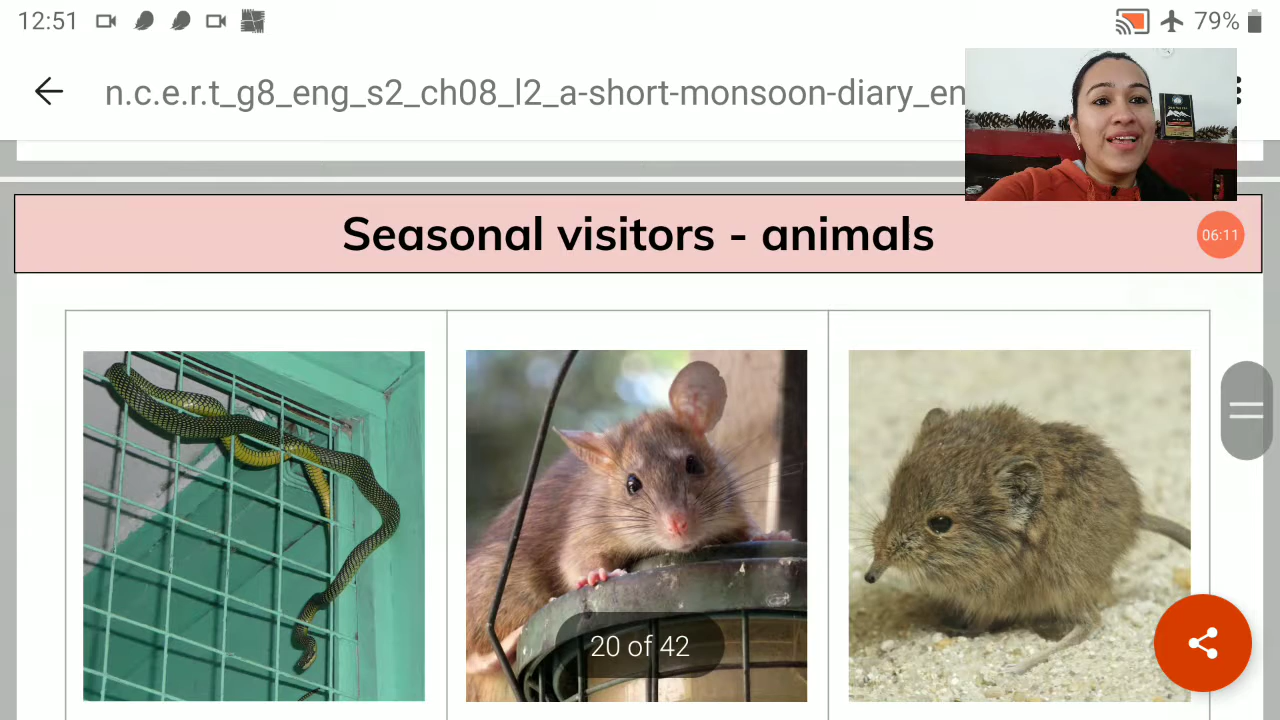 12:51
79%
n.c.e.r.t_g8_eng_s2_ch08_l2_a-short-monsoon-diary_en
Seasonal visitors - animals
06:11
20 of 42